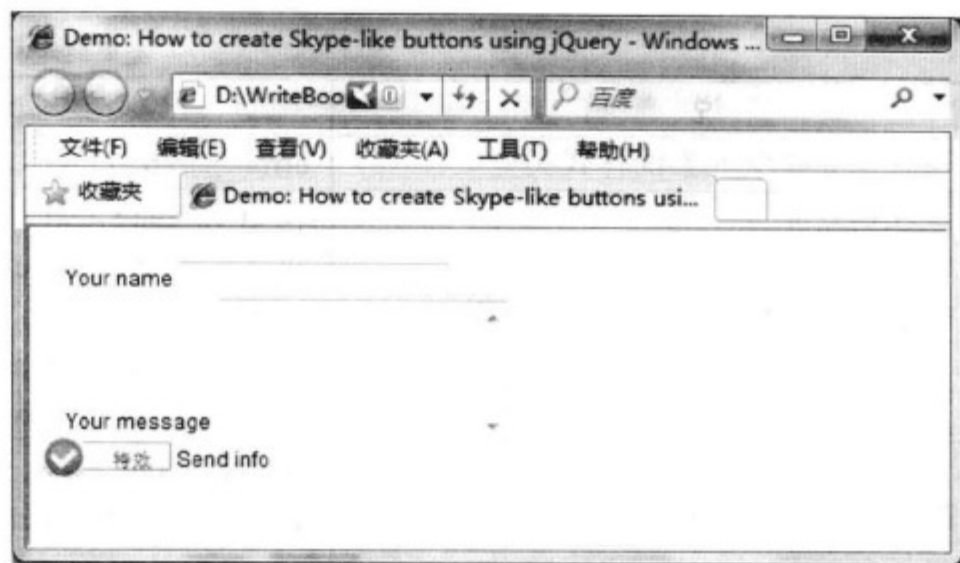 Demo: How to create Skype-like buttons using jQuery - Windows ...
D:\WriteBoo 百度
文件(F) 编辑(E) 查看(V) 收藏夹(A) 工具(T) 帮助(H)
收藏夹 Demo: How to create Skype-like buttons usi...
Your name
Your message
特效 Send info